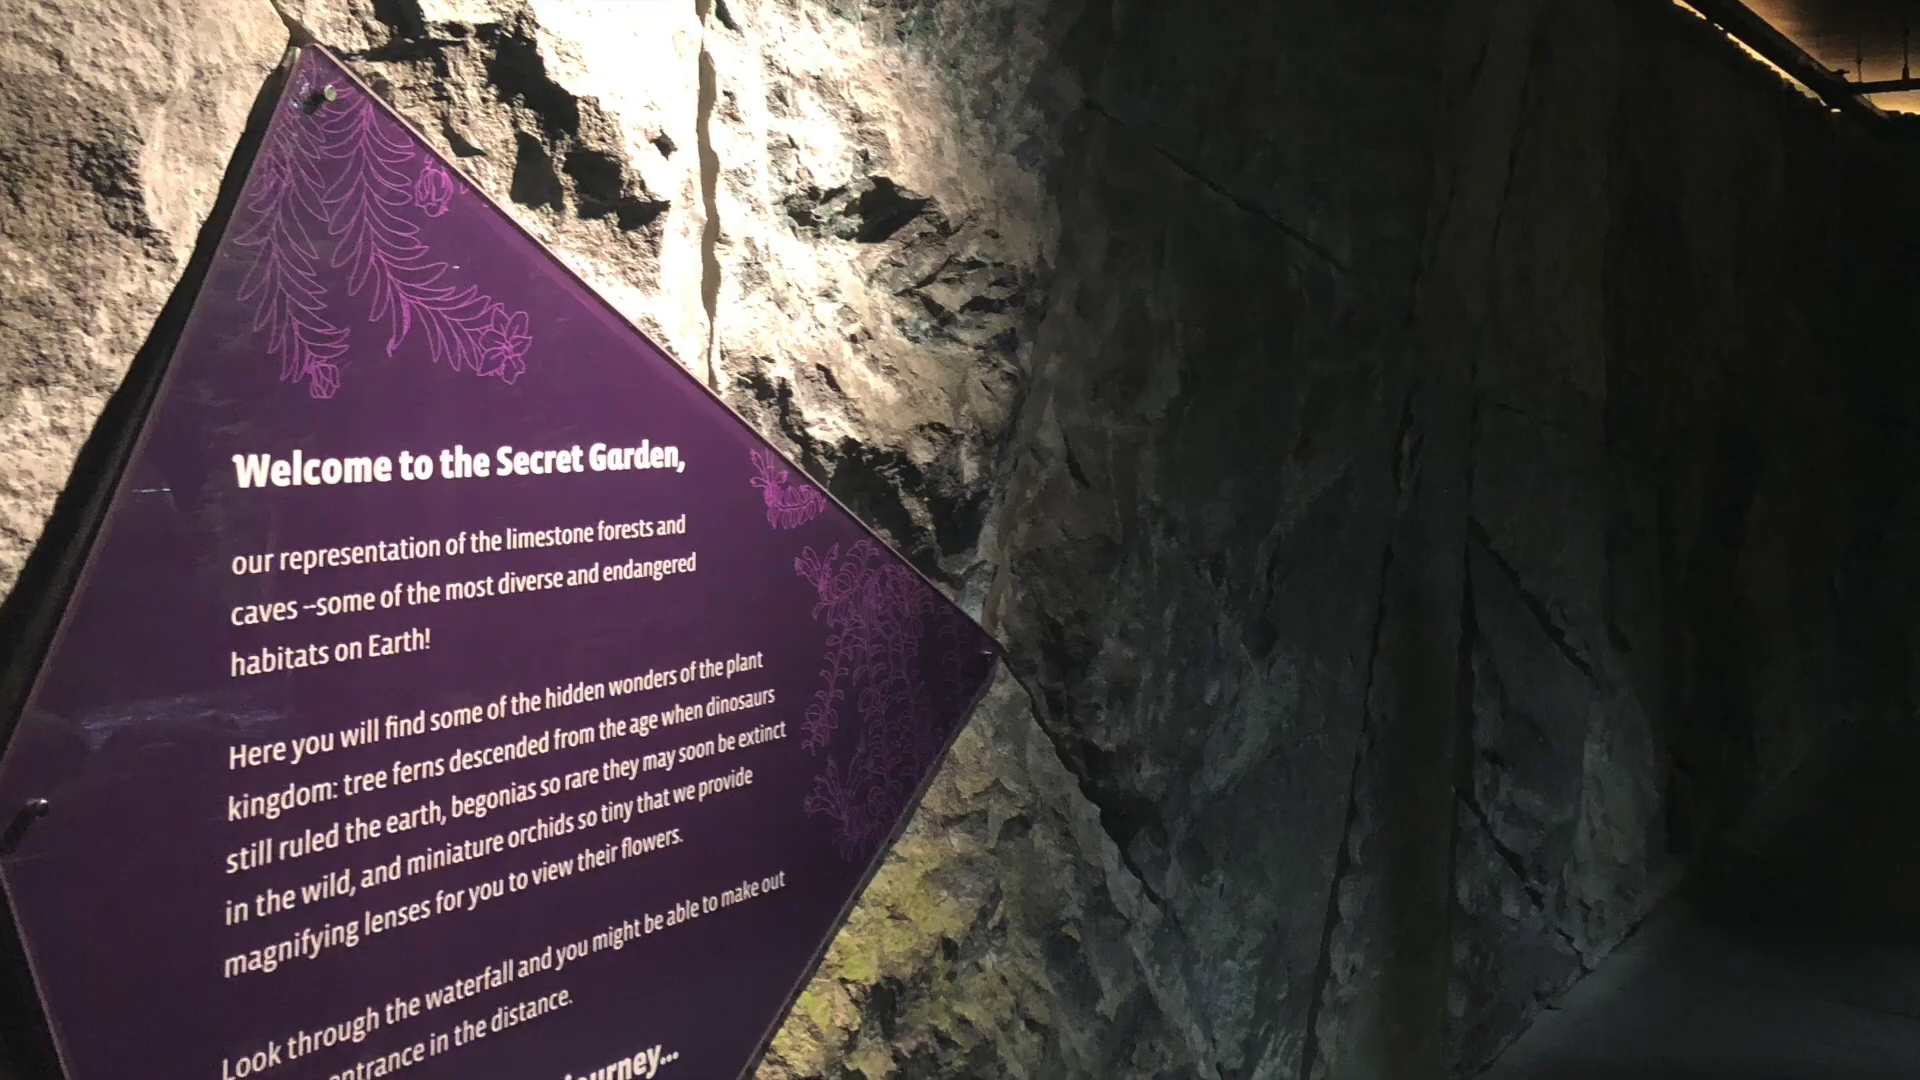 Welcome to the Secret Garden,
our representation of the limestone forests and
caves --some of the most diverse and endangered
habitats on Earth!
Here you will find some of the hidden wonders of the plant
kingdom: tree ferns descended from the age when dinosaurs
still ruled the earth, begonias so rare they may soon be extinct
in the wild, and miniature orchids so tiny that we provide
magnifying lenses for you to view their flowers.
Look through the waterfall and you might be able to make out
entrance in the distance.